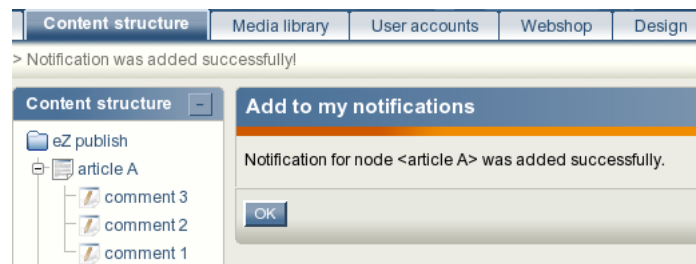 Content structure Media library User accounts Webshop Design
> Notification was added successfully!
Content structure -
Add to my notifications
eZ publish
article A
comment 3
comment 2
comment 1
Notification for node <article A> was added successfully.
OK